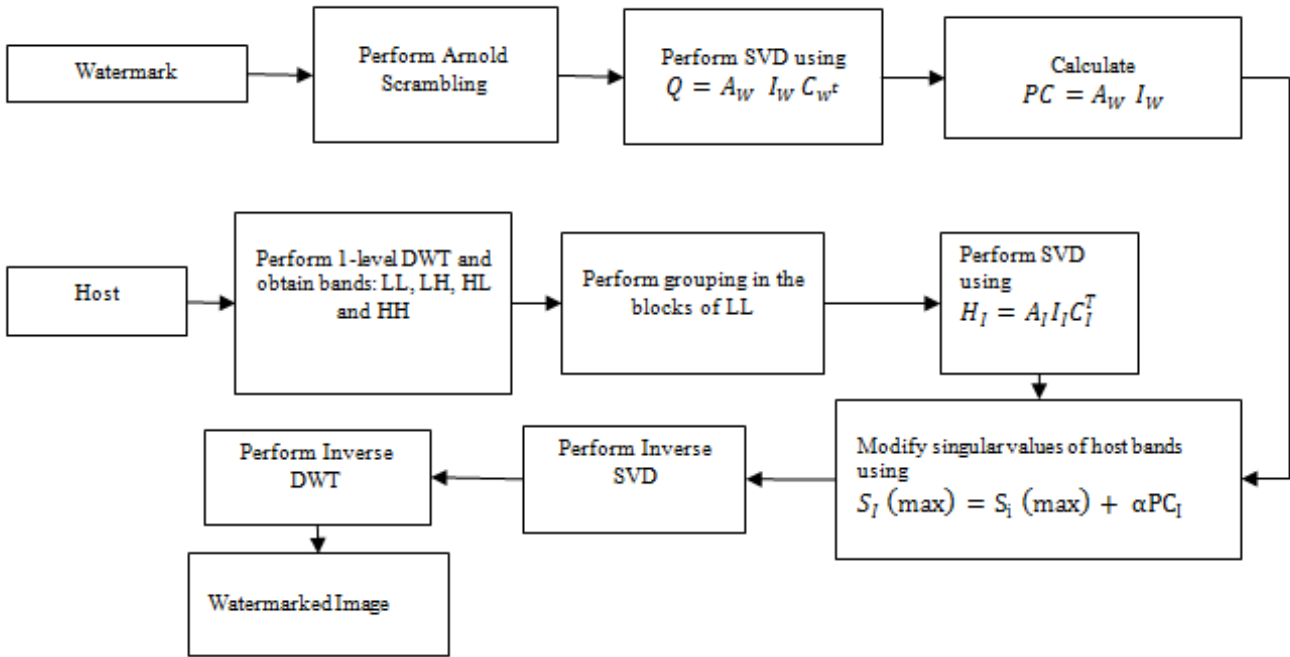 Watermark
Perform Arnold
Scrambling
Perform SVD using
Q = A_W I_W C_{W^t}
Calculate
PC = A_W I_W
Host
Perform 1-level DWT and
obtain bands: LL, LH, HL
and HH
Perform grouping in the
blocks of LL
Perform SVD
using
H_I = A_I I_I C_I^T
Modify singular values of host bands
using
S_I (max) = S_i (max) + αPC_I
Perform Inverse
SVD
Perform Inverse
DWT
Watermarked Image